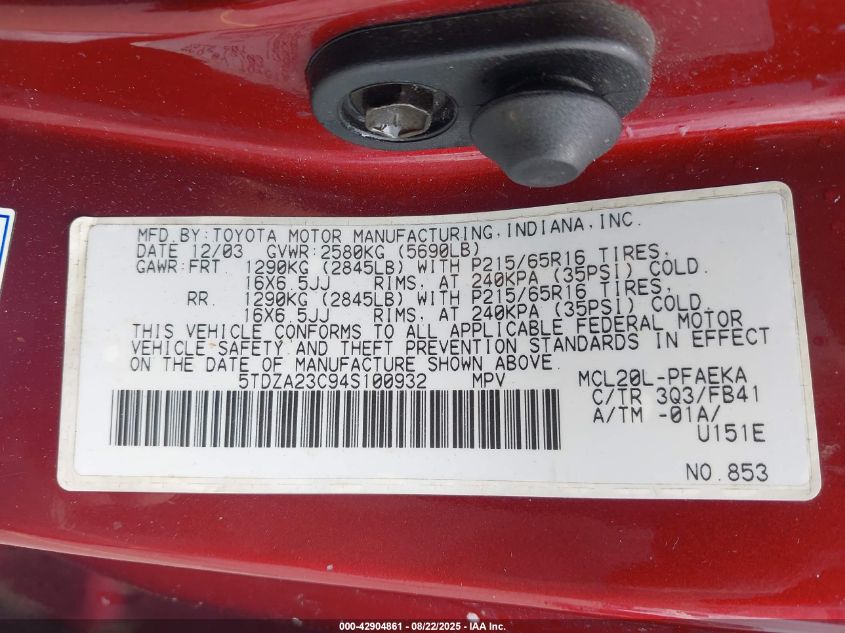 MFD.BY:TOYOTA MOTOR MANUFACTURING,INDIANA,INC.
DATE 12/03 GVWR:2580KG (5690LB)
GAWR:FRT 1290KG (2845LB) WITH P215/65R16 TIRES,
16X6.5JJ RIMS, AT 240KPA (35PSI) COLD.
RR 1290KG (2845LB) WITH P215/65R16 TIRES,
16X6.5JJ RIMS, AT 240KPA (35PSI) COLD.
THIS VEHICLE CONFORMS TO ALL APPLICABLE FEDERAL MOTOR
VEHICLE SAFETY AND THEFT PREVENTION STANDARDS IN EFFECT
ON THE DATE OF MANUFACTURE SHOWN ABOVE.
5TDZA23C94S100932 MPV MCL20L-PFAEKA
C/TR 3Q3/FB41
A/TM -01A/
U151E
NO.853
000-42904861 - 08/22/2025 - IAA Inc.